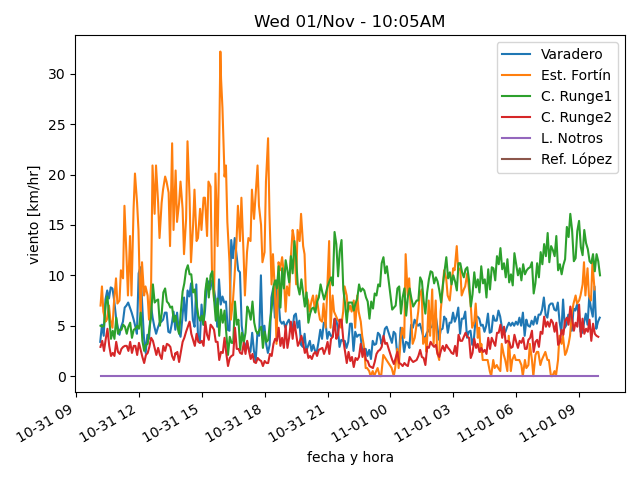 Wed 01/Nov - 10:05AM
viento [km/hr]
30
25
20
15
10
5
0
Varadero
Est. Fortín
C. Runge1
C. Runge2
L. Notros
Ref. López
10-31 09
10-31 12
10-31 15
10-31 18
10-31 21
11-01 00
11-01 03
11-01 06
11-01 09
fecha y hora